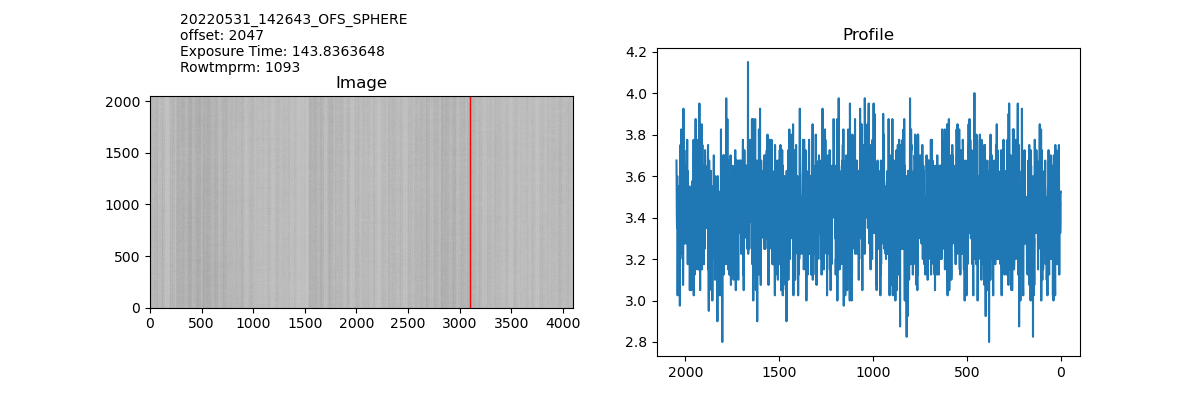 20220531_142643_OFS_SPHERE
offset: 2047
Exposure Time: 143.8363648
Rowtmprm: 1093
Image
2000
1500
1000
500
0
0 500 1000 1500 2000 2500 3000 3500 4000
Profile
4.2
4.0
3.8
3.6
3.4
3.2
3.0
2.8
2000 1500 1000 500 0